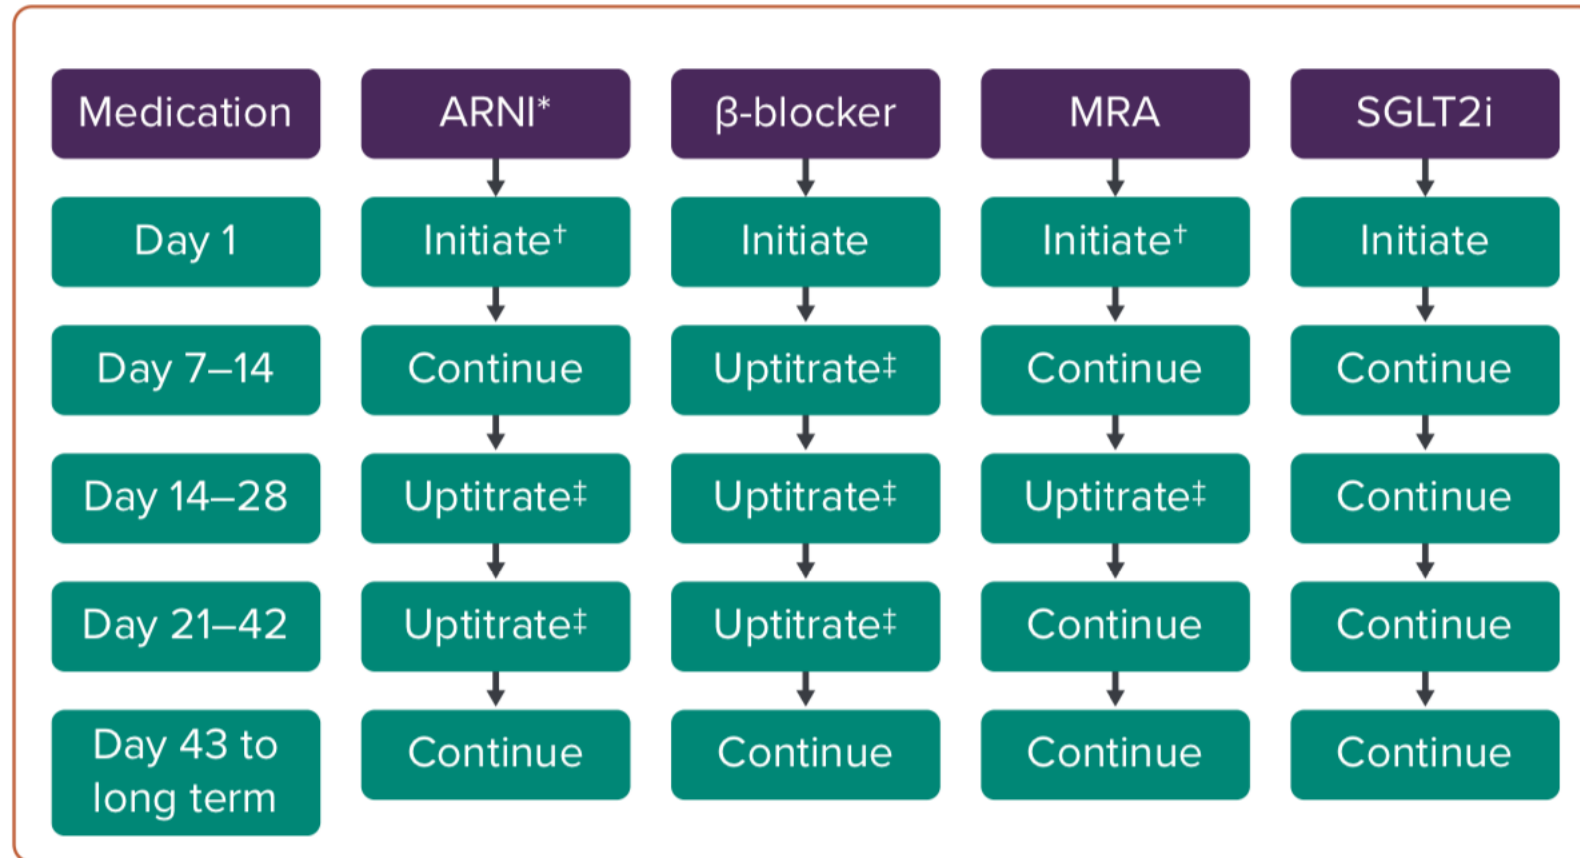 Medication
ARNI*
β-blocker
MRA
SGLT2i
Day 1
Initiate†
Initiate
Initiate†
Initiate
Day 7–14
Continue
Uptitrate‡
Continue
Continue
Day 14–28
Uptitrate‡
Uptitrate‡
Uptitrate‡
Continue
Day 21–42
Uptitrate‡
Uptitrate‡
Continue
Continue
Day 43 to
long term
Continue
Continue
Continue
Continue